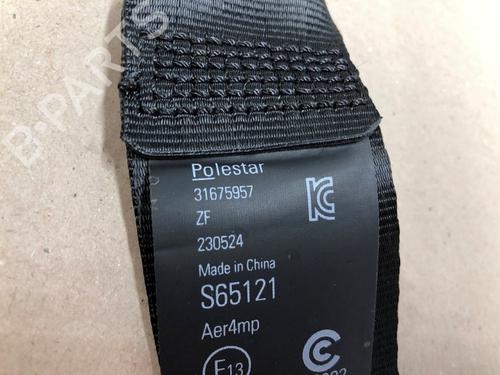 B-PARTS
Polestar
31675957
ZF
230524
Made in China
S65121
Aer4mp
E13